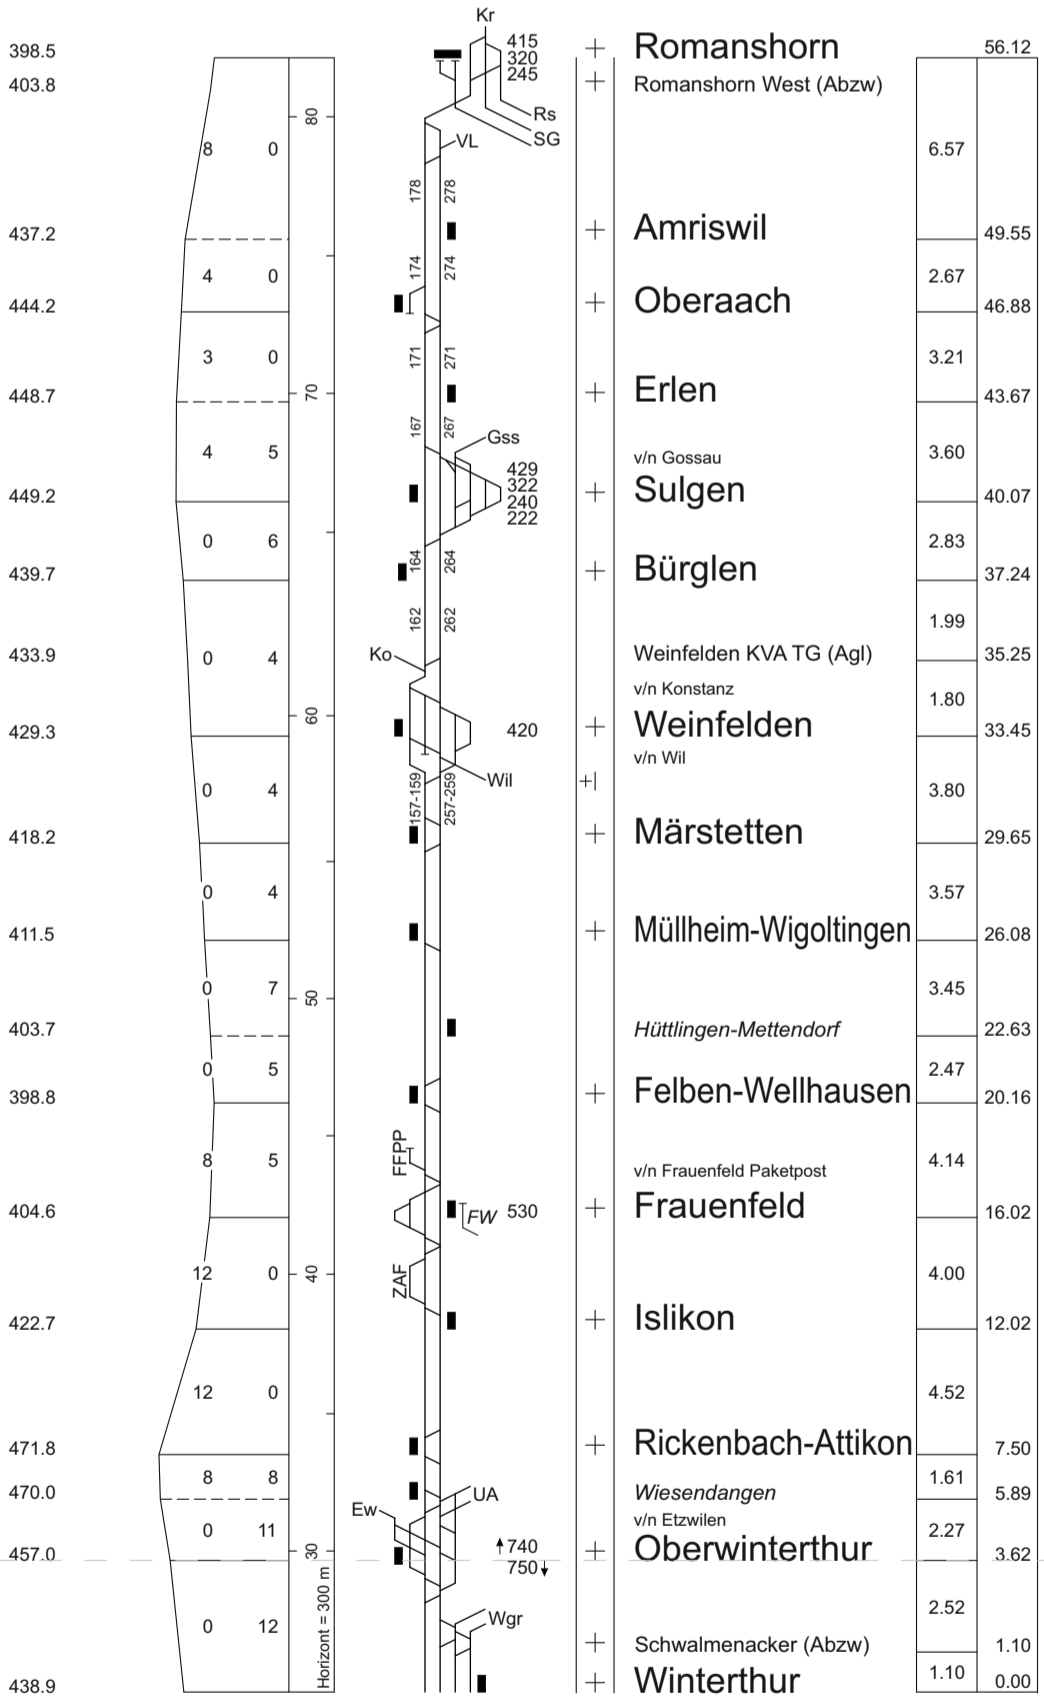 Kr
398.5
415
Romanshorn
56.12
320
403.8
245
Romanshorn West (Abzw)
80
Rs
SG
VL
8 0
6.57
178
278
437.2
Amriswil
49.55
174
274
4 0
2.67
444.2
Oberaach
46.88
3 0
171
271
3.21
448.7
70
Erlen
43.67
167
267
Gss
4 5
v/n Gossau
3.60
429
322
449.2
240
Sulgen
40.07
222
0 6
2.83
164
264
439.7
Bürglen
37.24
162
262
1.99
433.9
Ko
Weinfelden KVA TG (Agl)
35.25
0 4
v/n Konstanz
1.80
60
429.3
420
Weinfelden
33.45
v/n Wil
Wil
0 4
157-159
257-259
3.80
418.2
Märstetten
29.65
0 4
3.57
411.5
Müllheim-Wigoltingen
26.08
0 7
50
3.45
403.7
Hüttlingen-Mettendorf
22.63
0 5
2.47
398.8
Felben-Wellhausen
20.16
FFPP
8 5
v/n Frauenfeld Paketpost
4.14
404.6
FW 530
Frauenfeld
16.02
12 0
40
ZAF
4.00
422.7
Islikon
12.02
12 0
4.52
471.8
Rickenbach-Attikon
7.50
8 8
1.61
470.0
UA
Wiesendangen
5.89
Ew
v/n Etzwilen
0 11
2.27
740
457.0
30
750
Oberwinterthur
3.62
Horizont = 300 m
2.52
0 12
Wgr
Schwalmenacker (Abzw)
1.10
1.10
438.9
Winterthur
0.00